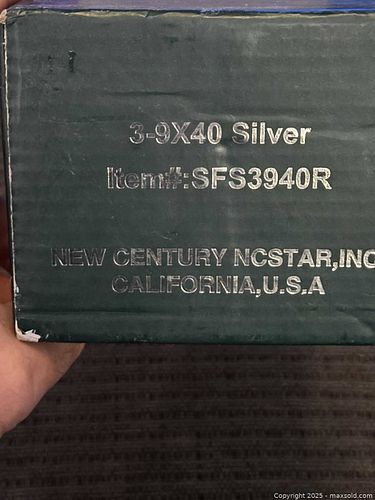 3-9X40 Silver
Item#:SFS3940R
NEW CENTURY NCSTAR,INC
CALIFORNIA,U.S.A
Copyright 2025 - maxsold.com